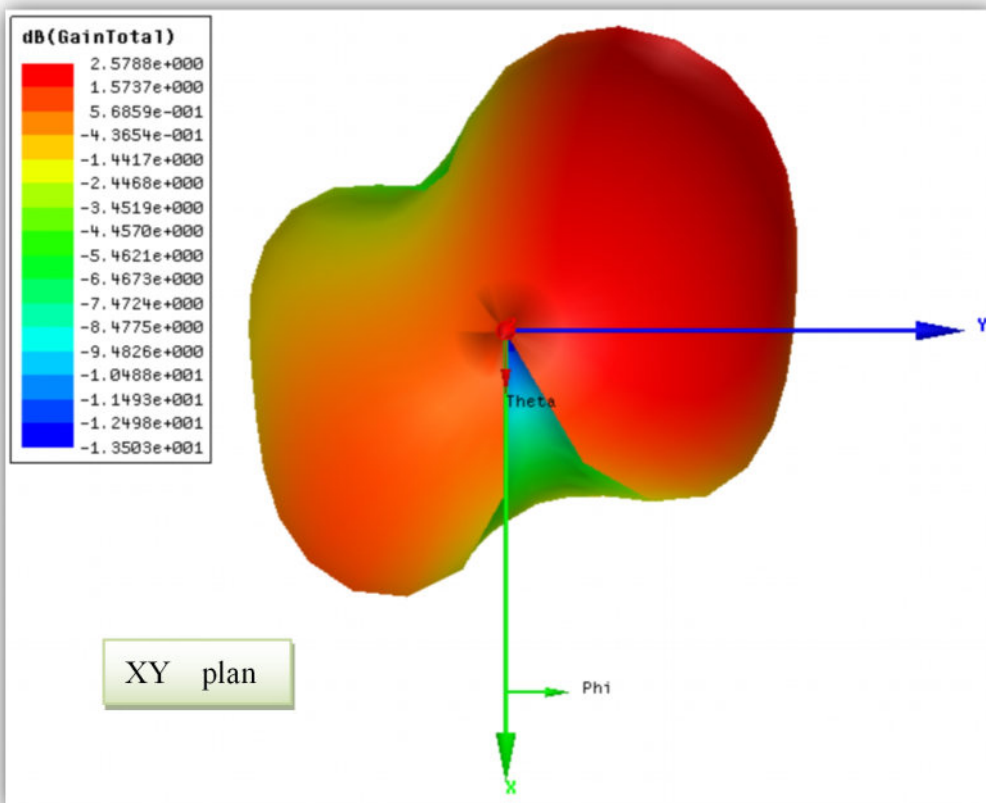 dB(GainTotal)
2.5788e+000
1.5737e+000
5.6859e-001
-4.3654e-001
-1.4417e+000
-2.4468e+000
-3.4519e+000
-4.4570e+000
-5.4621e+000
-6.4673e+000
-7.4724e+000
-8.4775e+000
-9.4826e+000
-1.0488e+001
-1.1493e+001
-1.2498e+001
-1.3503e+001
Y
Theta
XY plan
Phi
X